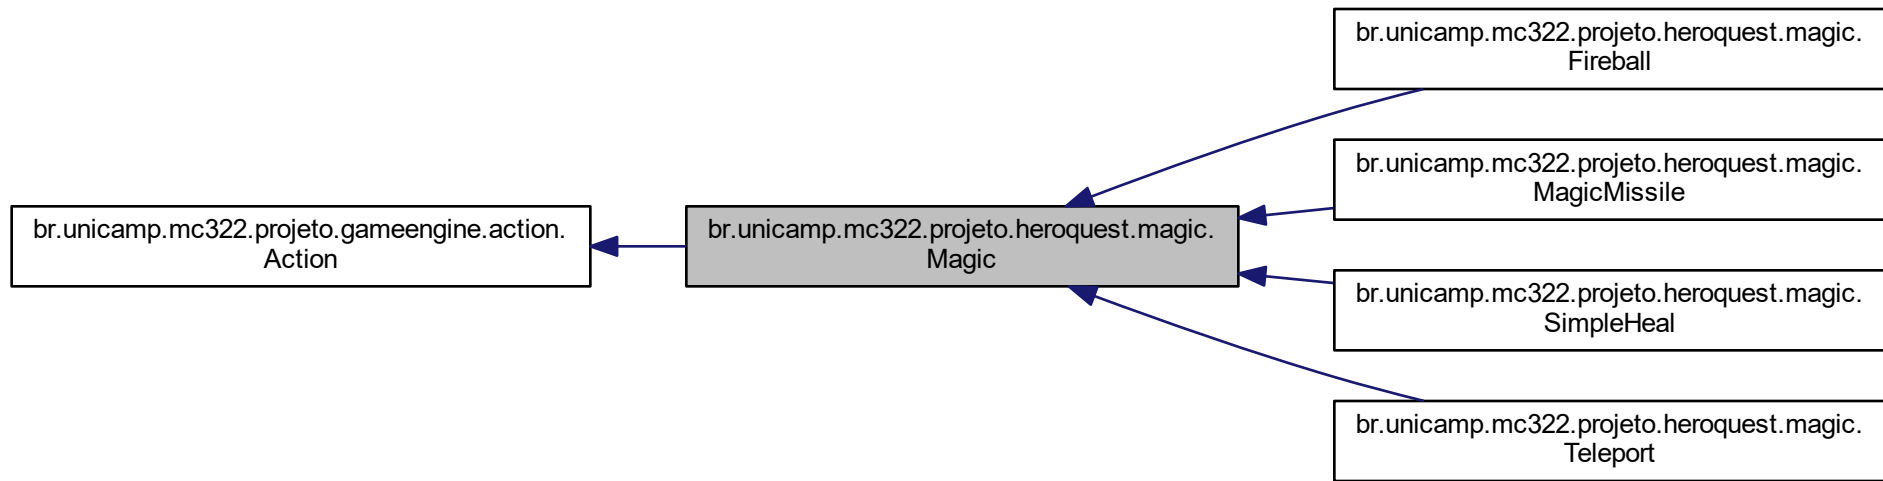 br.unicamp.mc322.projeto.heroquest.magic.
Fireball
br.unicamp.mc322.projeto.heroquest.magic.
MagicMissile
br.unicamp.mc322.projeto.gameengine.action.
Action
br.unicamp.mc322.projeto.heroquest.magic.
Magic
br.unicamp.mc322.projeto.heroquest.magic.
SimpleHeal
br.unicamp.mc322.projeto.heroquest.magic.
Teleport